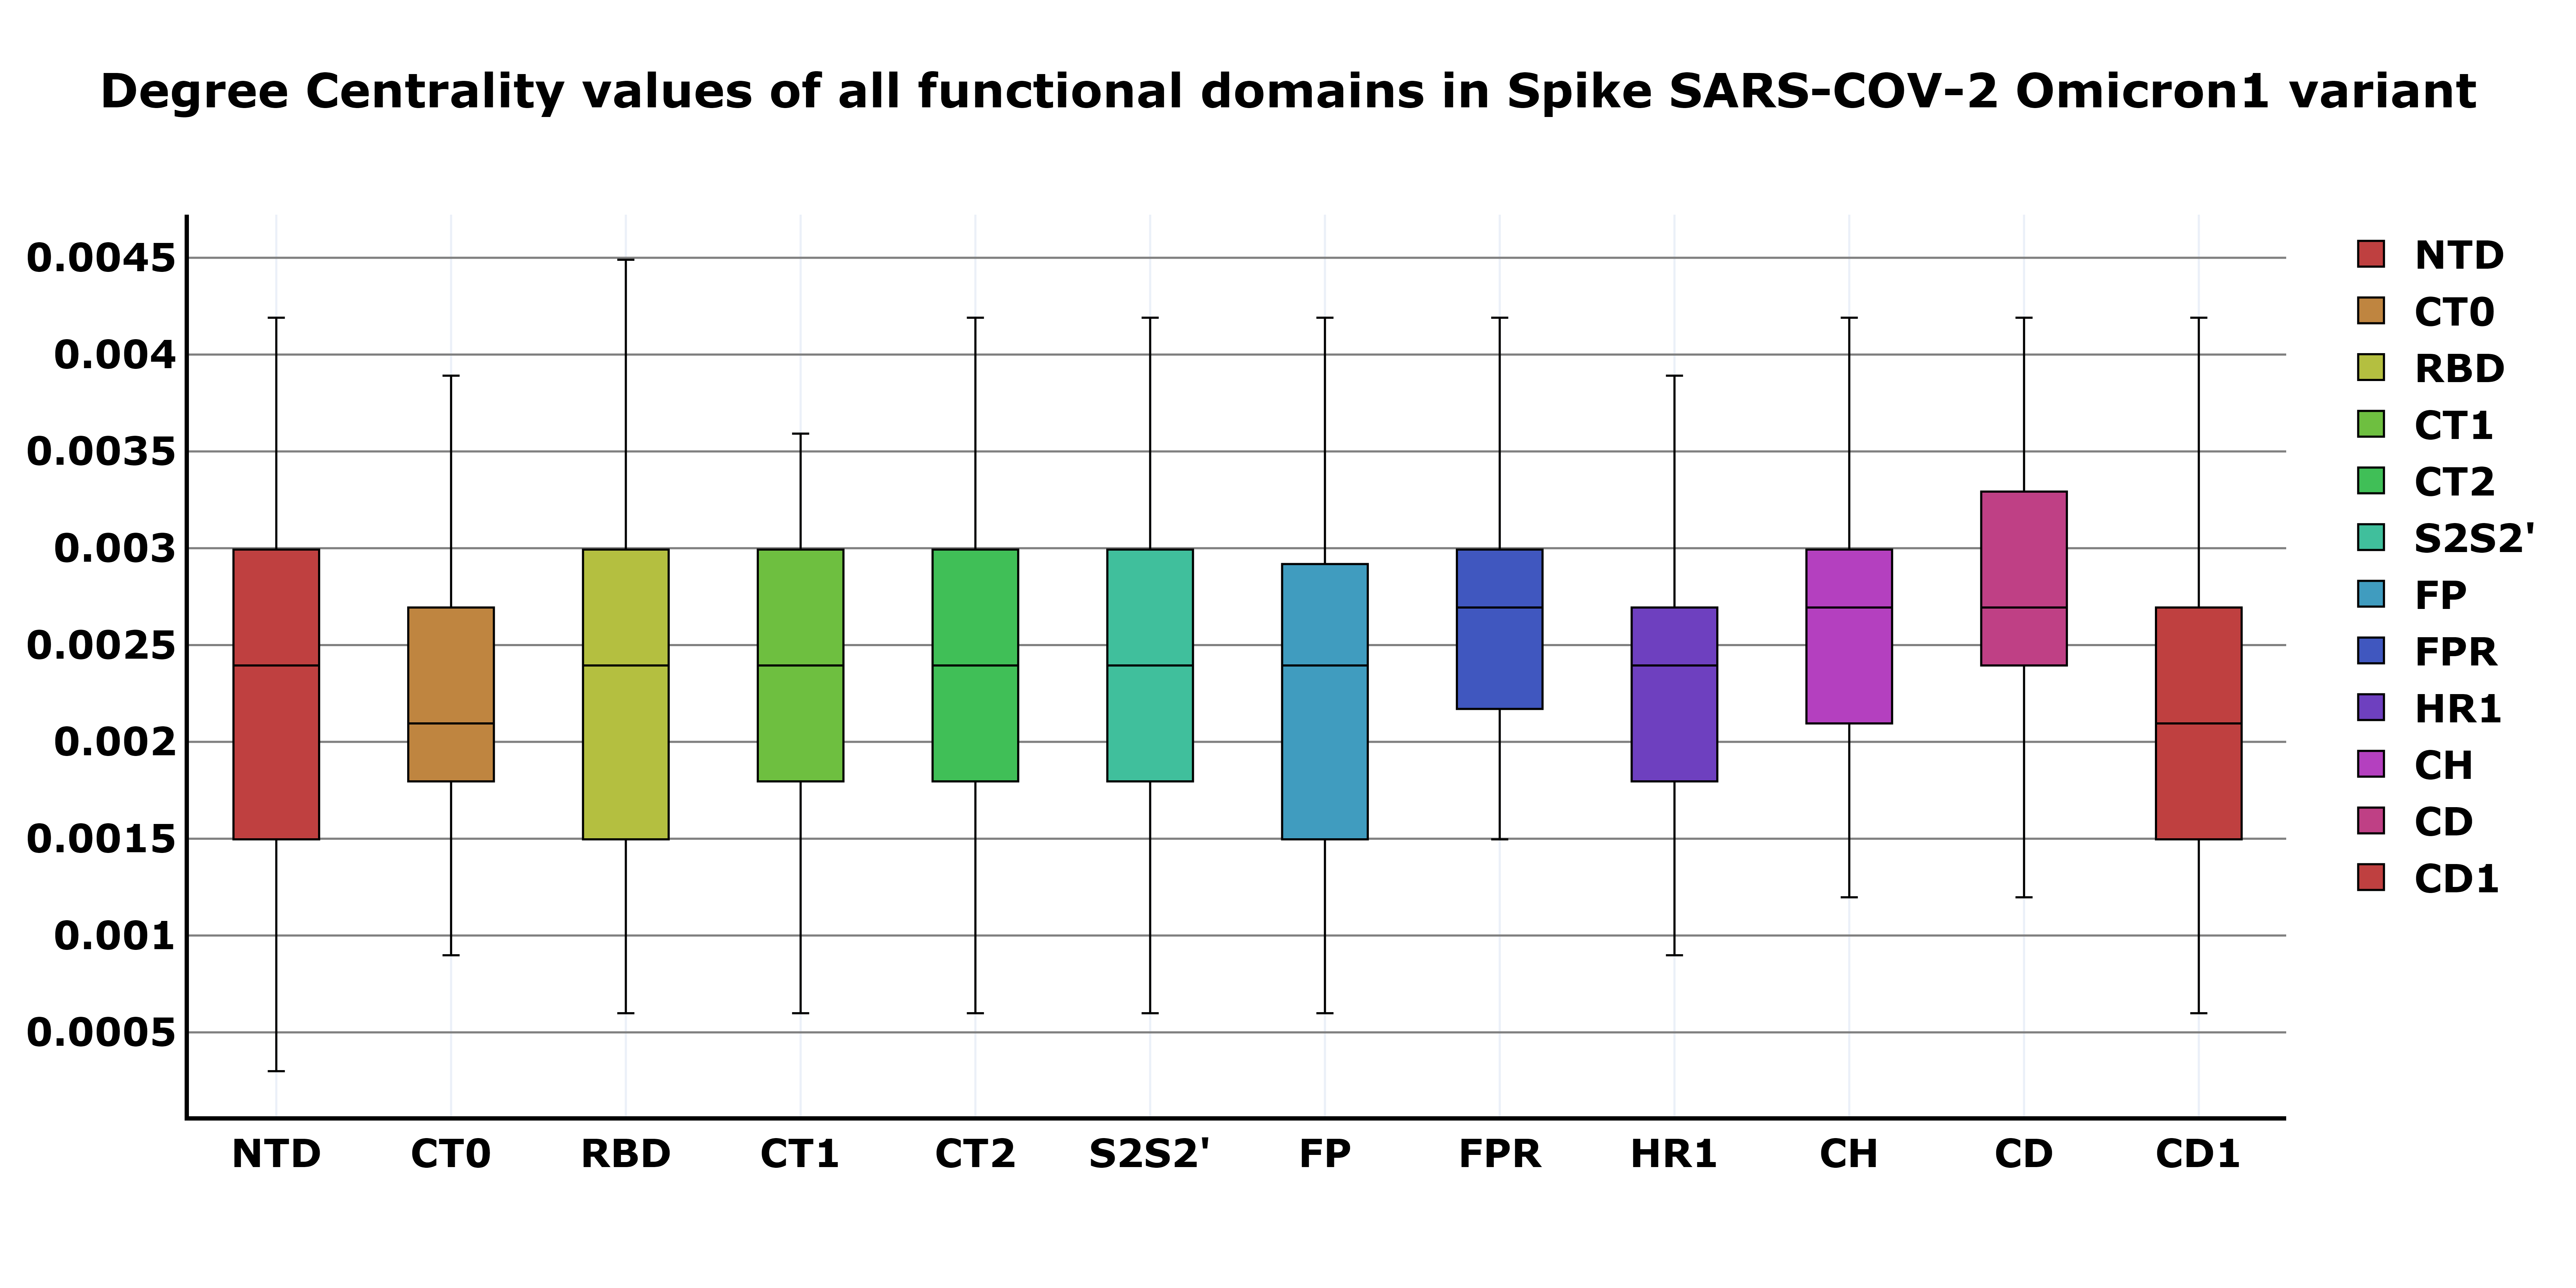 Degree Centrality values of all functional domains in Spike SARS-COV-2 Omicron1 variant
0.0045
0.004
0.0035
0.003
0.0025
0.002
0.0015
0.001
0.0005
NTD CT0 RBD CT1 CT2 S2S2' FP FPR HR1 CH CD CD1
NTD
CT0
RBD
CT1
CT2
S2S2'
FP
FPR
HR1
CH
CD
CD1